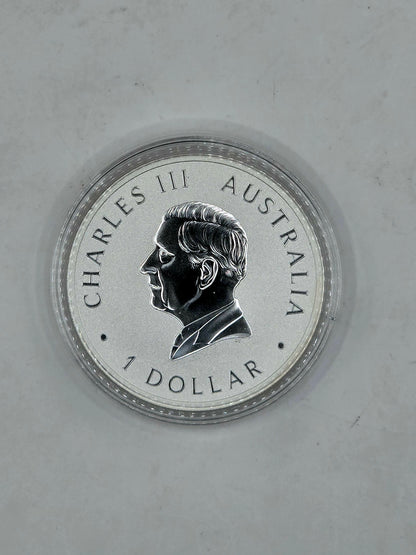 CHARLES III AUSTRALIA
• 1 DOLLAR •